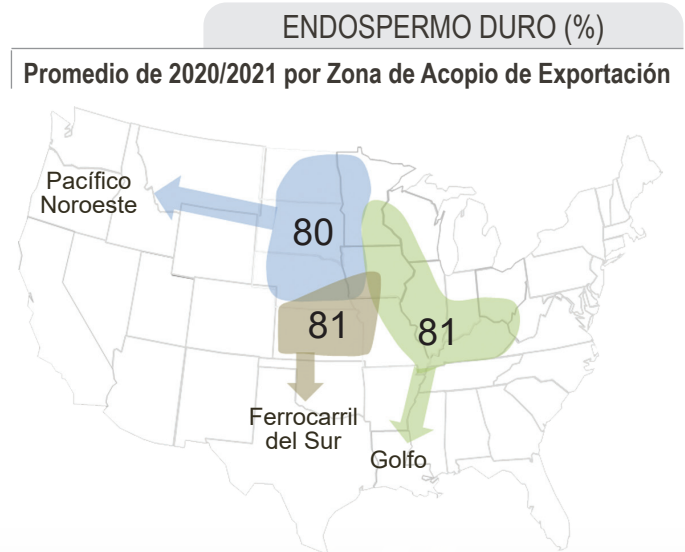 ENDOSPERMO DURO (%)
Promedio de 2020/2021 por Zona de Acopio de Exportación
Pacífico
Noroeste
80
81
81
Ferrocarril
del Sur
Golfo